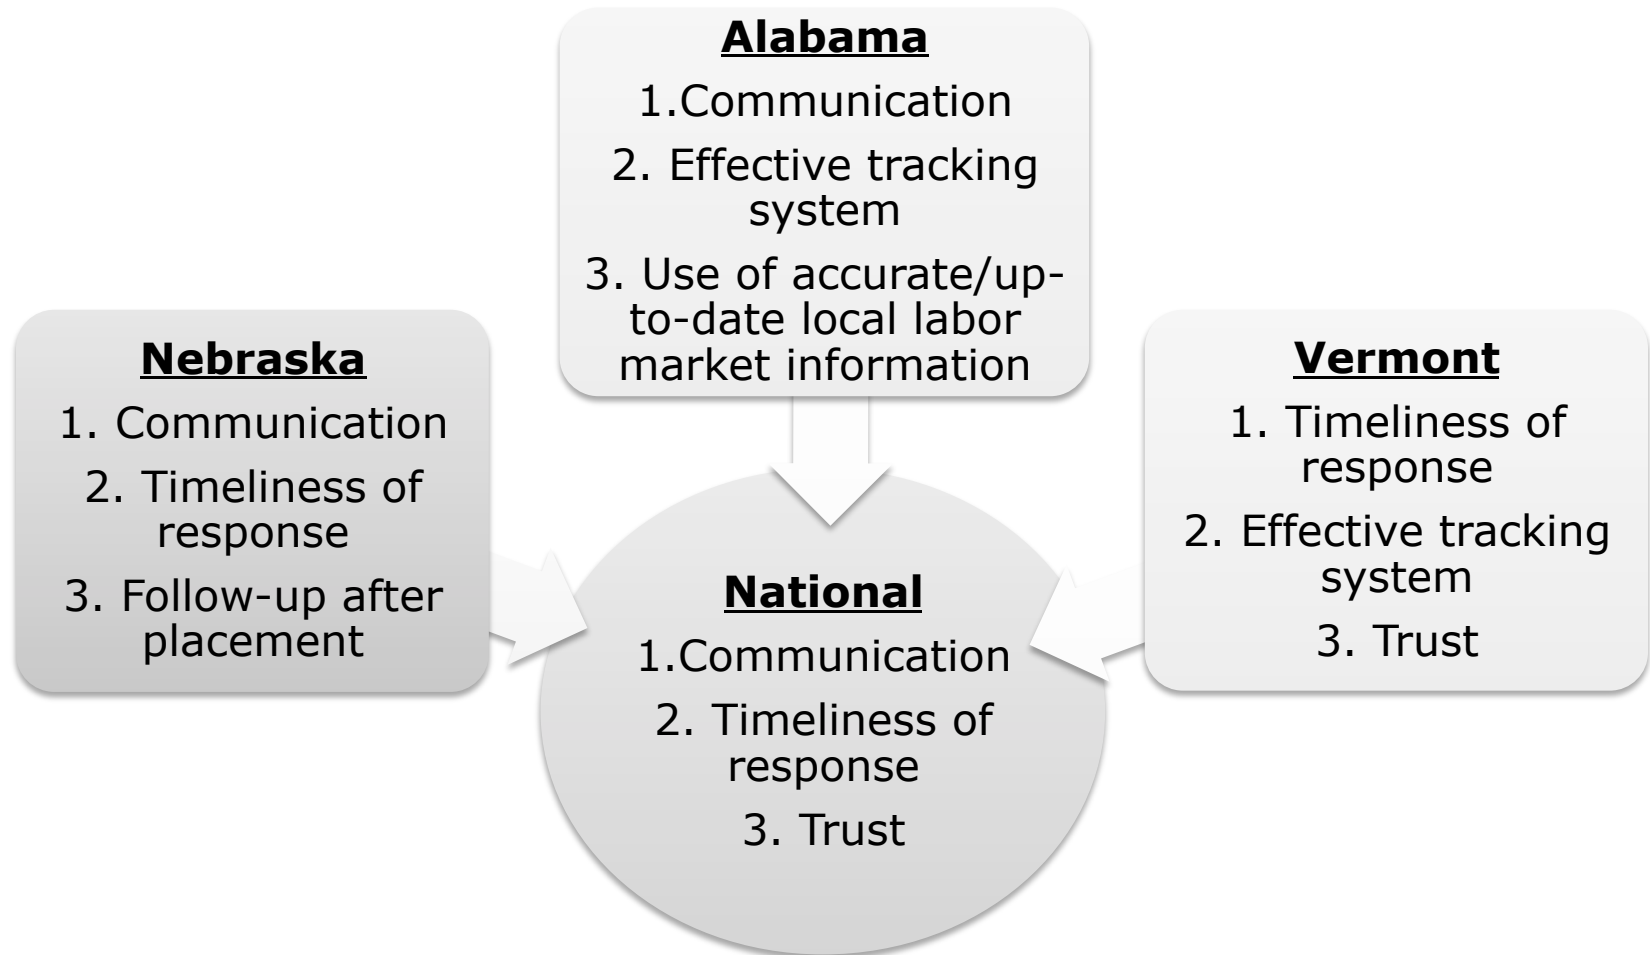 Alabama
1.Communication
2. Effective tracking
system
3. Use of accurate/up-
to-date local labor
market information
Nebraska
1. Communication
2. Timeliness of
response
3. Follow-up after
placement
Vermont
1. Timeliness of
response
2. Effective tracking
system
3. Trust
National
1.Communication
2. Timeliness of
response
3. Trust